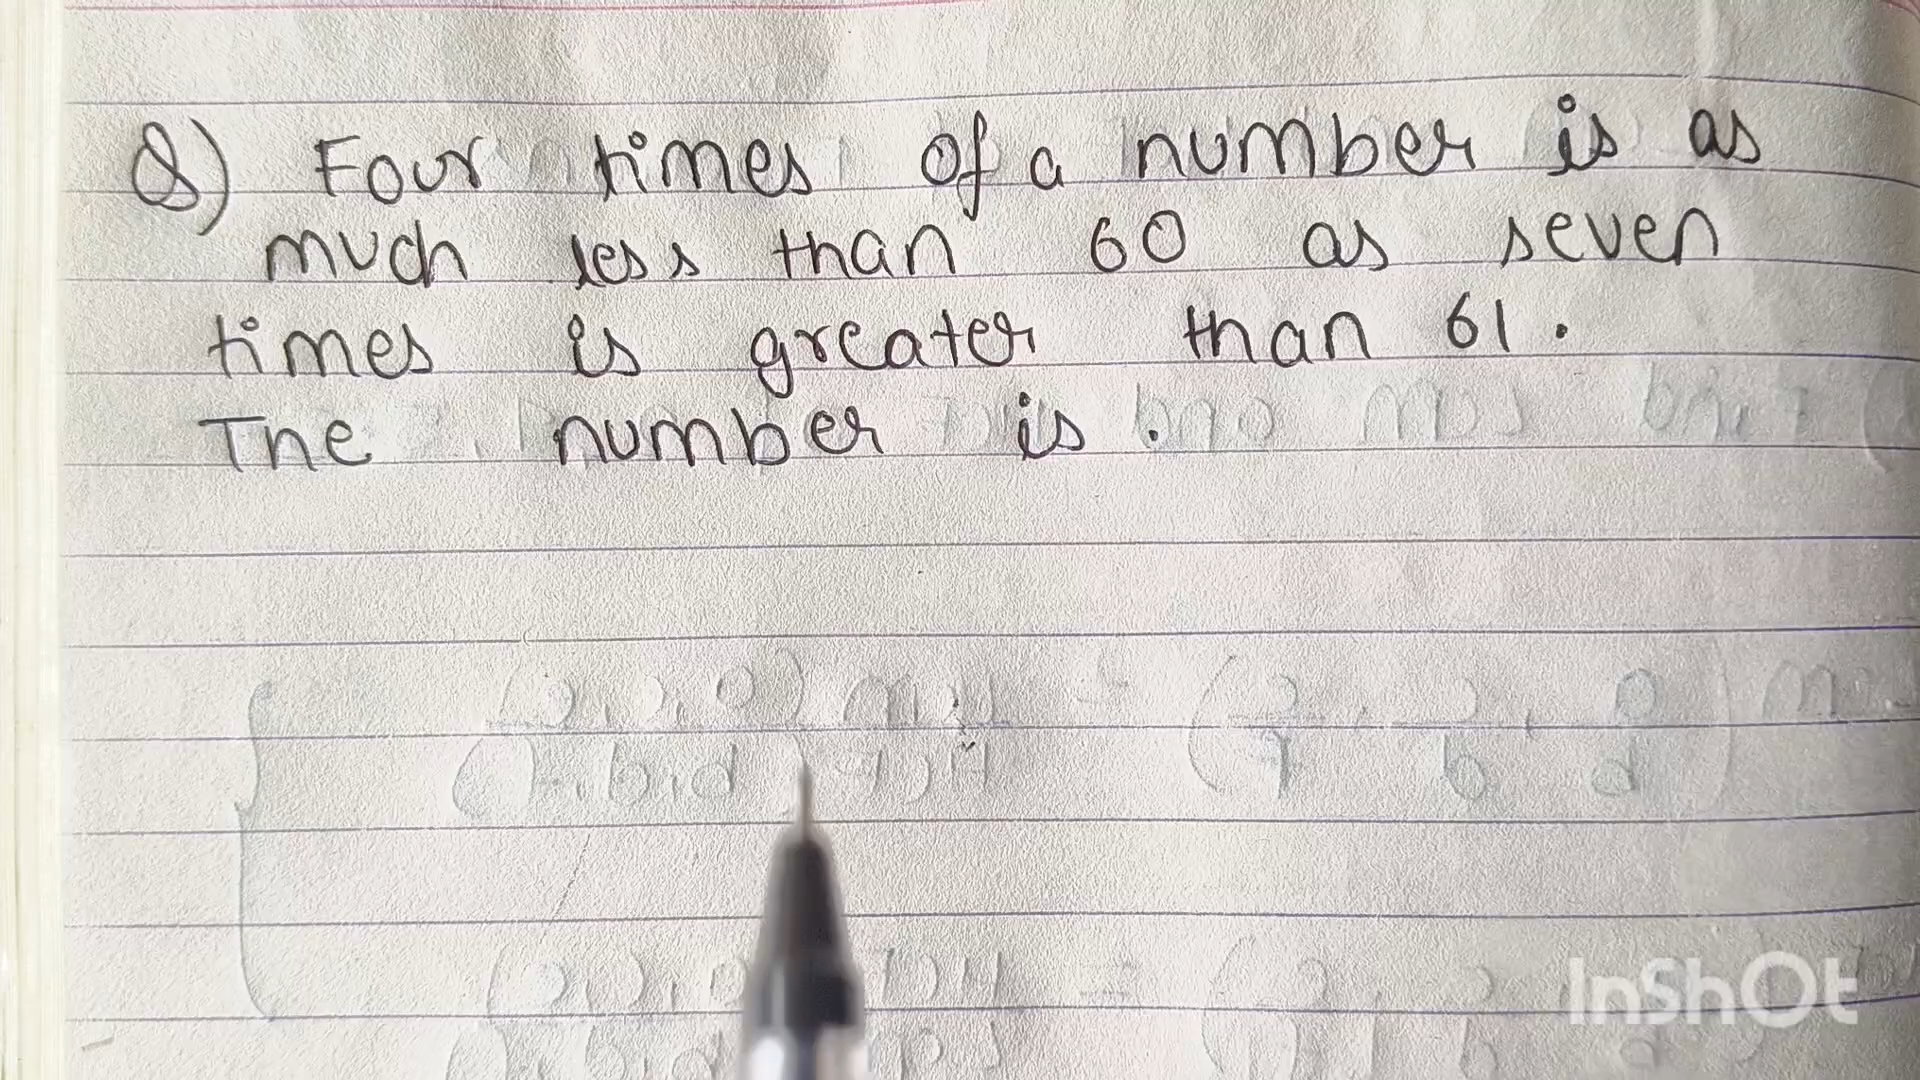 Q) Four times of a number is as
much less than 60 as seven
times is greater than 61.
The number is.
InShOt